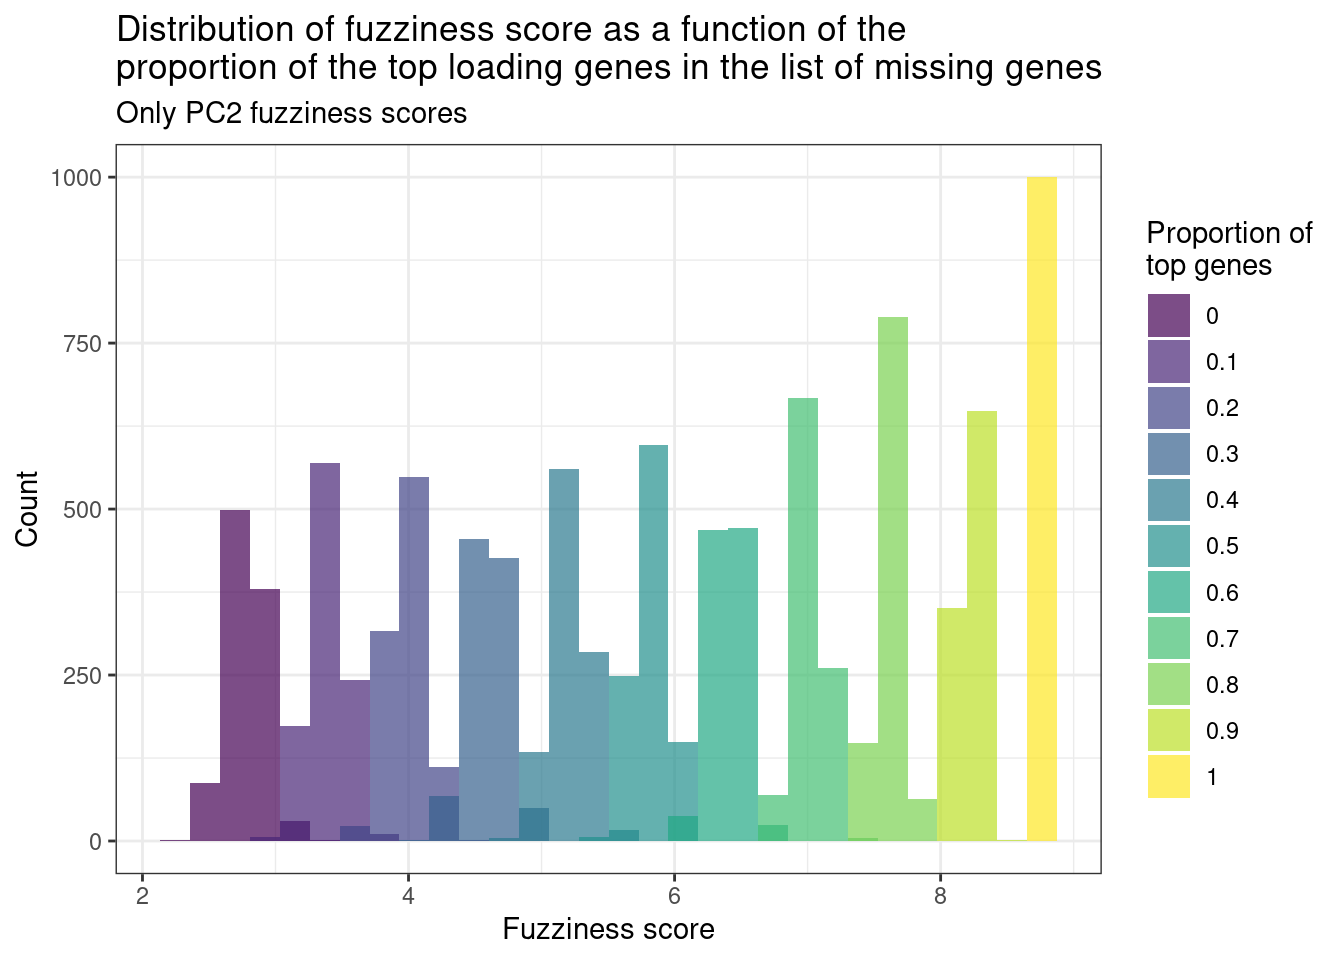 Distribution of fuzziness score as a function of the
proportion of the top loading genes in the list of missing genes
Only PC2 fuzziness scores
1000
750
500
250
0
Count
2 4 6 8
Fuzziness score
Proportion of
top genes
0
0.1
0.2
0.3
0.4
0.5
0.6
0.7
0.8
0.9
1